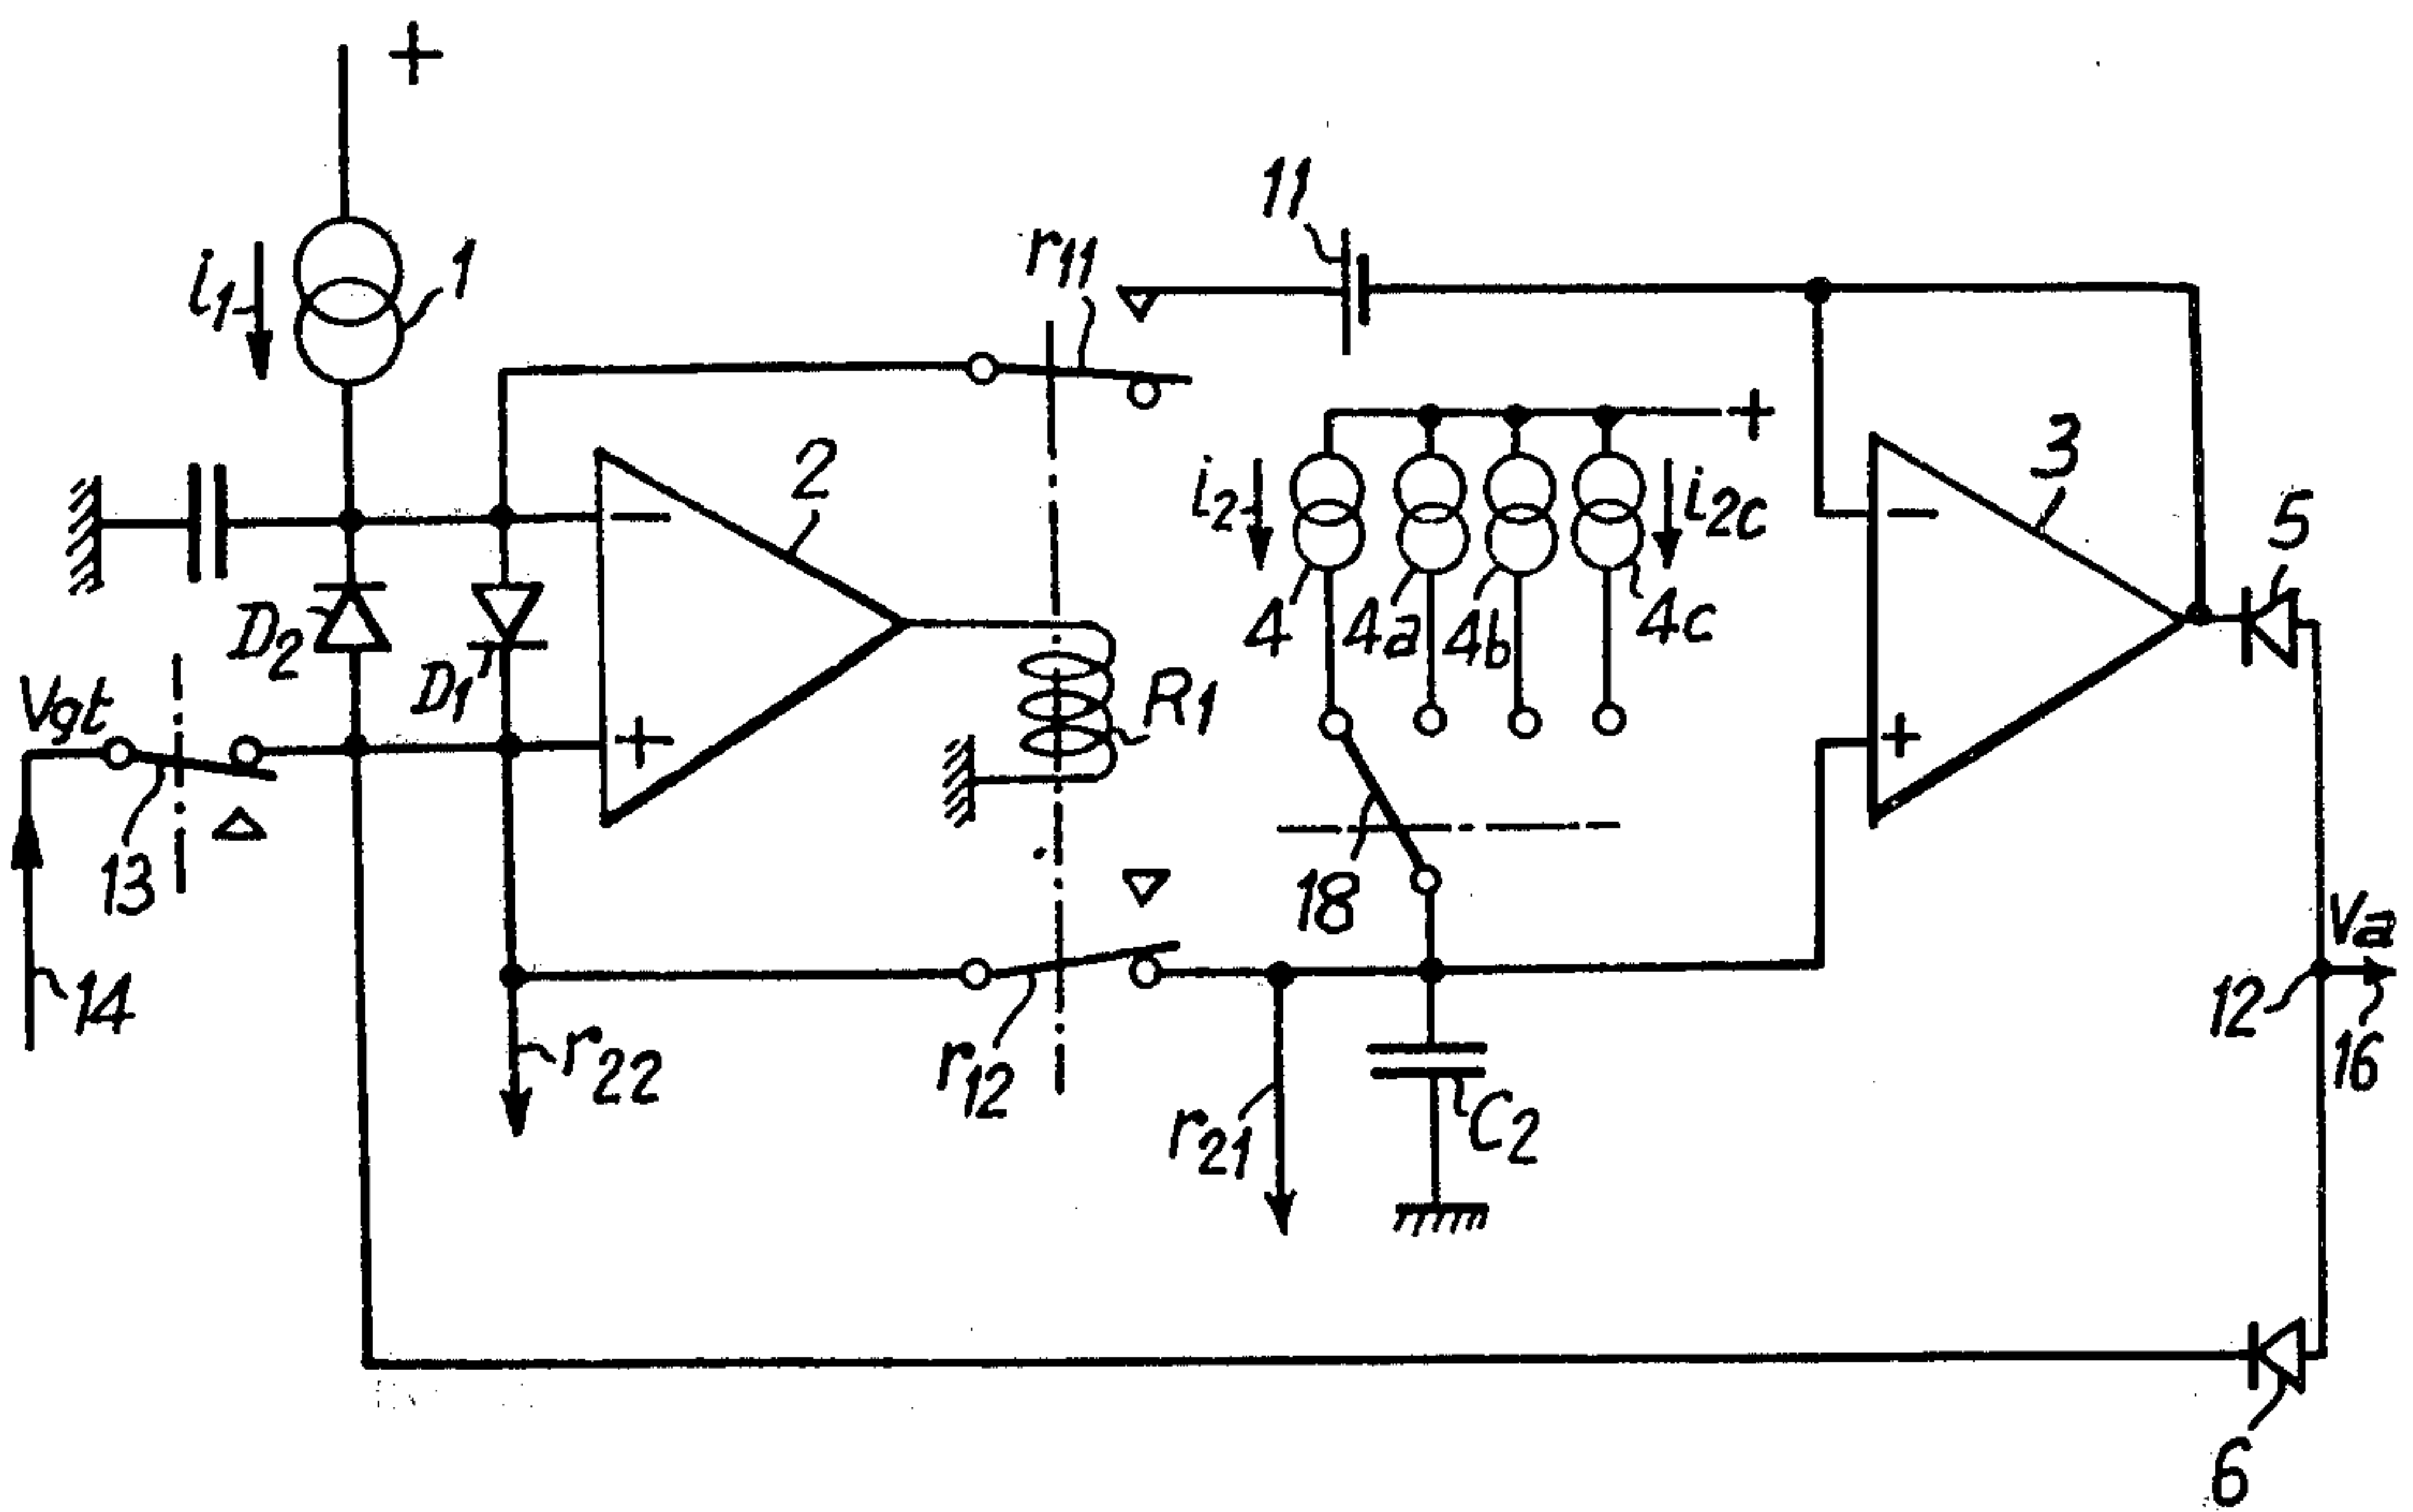 +
11
r11
i1
1
+
2
3
i2
i2c
5
−
−
D2
4
4a
4b
4c
D1
Vgt
R1
+
+
13
18
Va
14
12
r22
r12
16
r21
C2
6